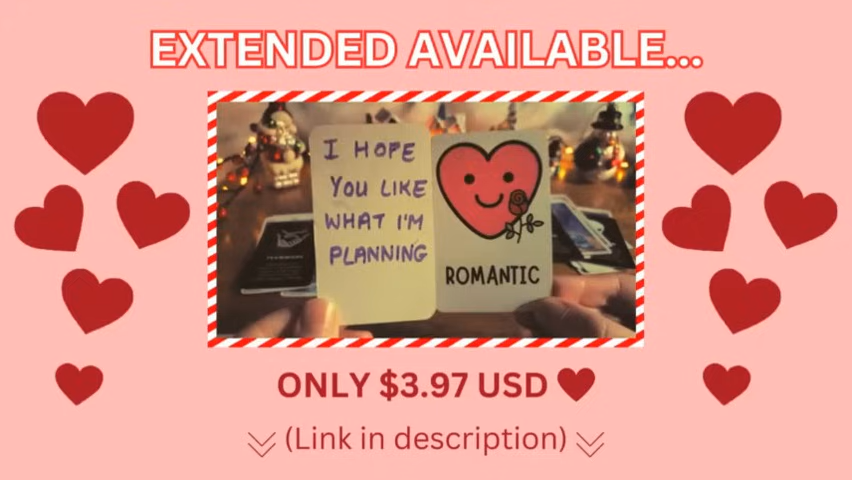 EXTENDED AVAILABLE...
I HOPE
YOU LIKE
WHAT I'M
PLANNING
ROMANTIC
ONLY $3.97 USD
(Link in description)